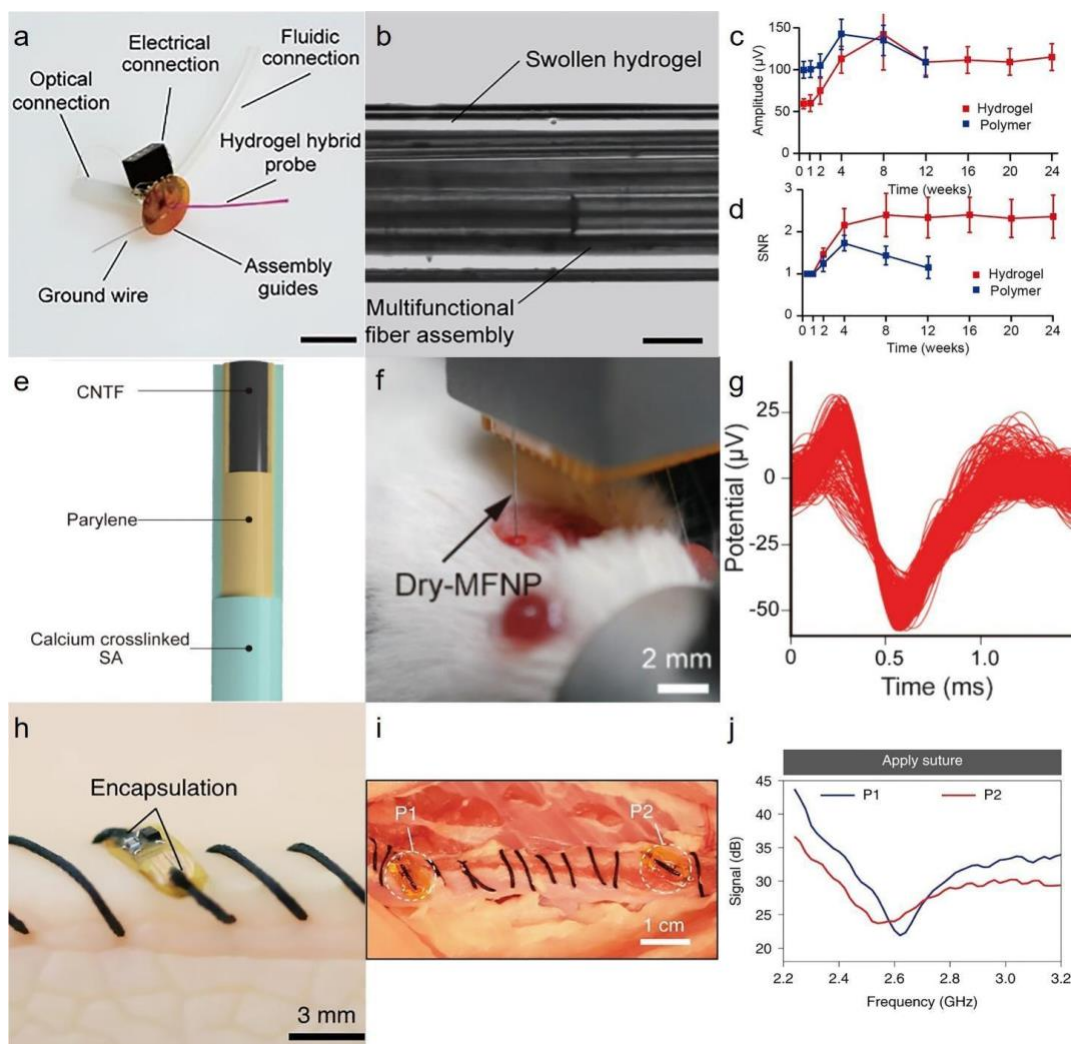 a
Optical
connection
Electrical
connection
Fluidic
connection
Hydrogel hybrid
probe
Ground wire
Assembly
guides
b
Swollen hydrogel
Multifunctional
fiber assembly
c
Amplitude (µV)
150
100
50
Hydrogel
Polymer
0 1 2 4 8 12 16 20 24
Time (weeks)
d
SNR
3
2
1
0
Hydrogel
Polymer
0 1 2 4 8 12 16 20 24
Time (weeks)
e
CNTF
Parylene
Calcium crosslinked
SA
f
Dry-MFNP
2 mm
g
Potential (µV)
25
0
-25
-50
0 0.5 1.0
Time (ms)
h
Encapsulation
3 mm
i
P1
P2
1 cm
j
Apply suture
Signal (dB)
45
40
35
30
25
20
P1
P2
2.2 2.4 2.6 2.8 3.0 3.2
Frequency (GHz)